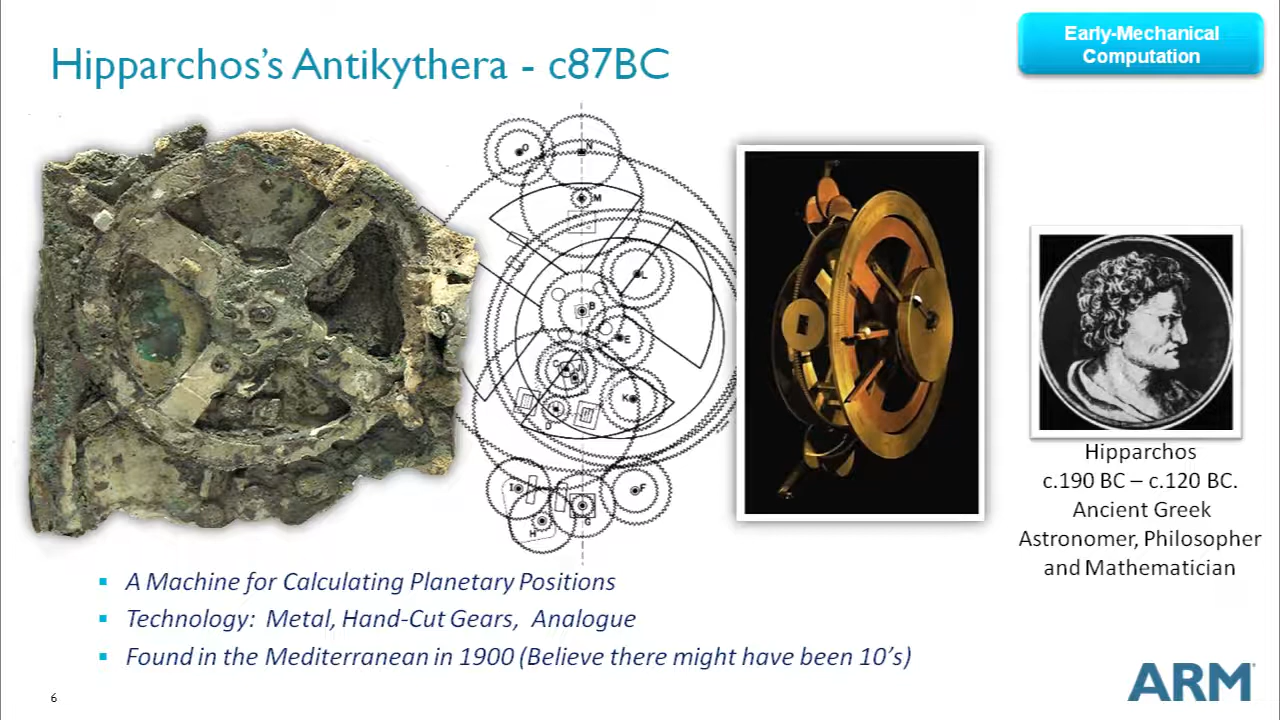 Hipparchos's Antikythera - c87BC
Early-Mechanical
Computation
O
N
M
L
B
E
C
K
D
I
F
G
H
Hipparchos
c.190 BC – c.120 BC.
Ancient Greek
Astronomer, Philosopher
and Mathematician
A Machine for Calculating Planetary Positions
Technology: Metal, Hand-Cut Gears, Analogue
Found in the Mediterranean in 1900 (Believe there might have been 10's)
6
ARM